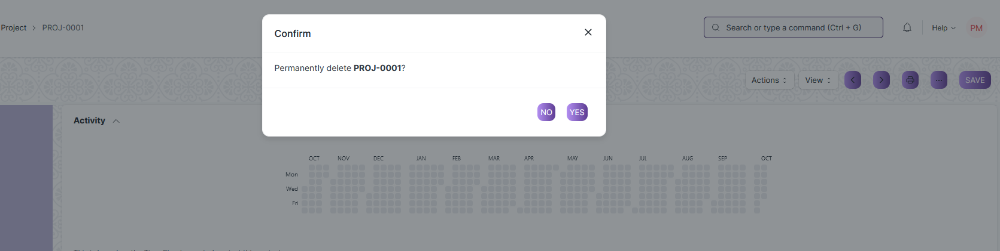 Project > PROJ-0001
Search or type a command (Ctrl + G)
Help
PM
Confirm
Permanently delete PROJ-0001?
NO YES
Actions View ... SAVE
Activity
OCT NOV DEC JAN FEB MAR APR MAY JUN JUL AUG SEP OCT
Mon
Wed
Fri